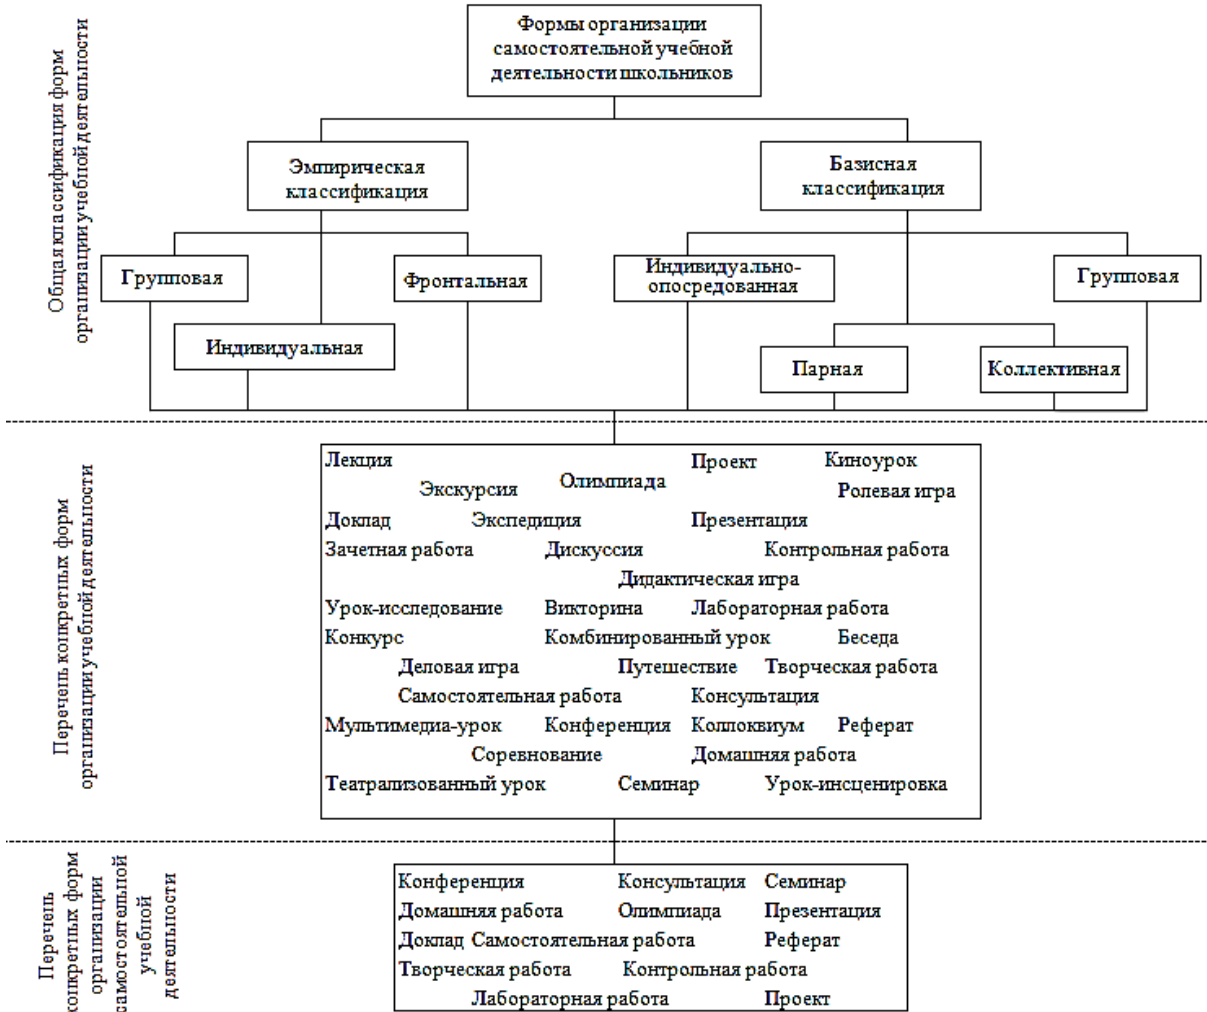 Формы организации
самостоятельной учебной
деятельности школьников
Общая классификация форм
организации учебной деятельности
Эмпирическая
классификация
Базисная
классификация
Групповая
Фронтальная
Индивидуально-
опосредованная
Групповая
Индивидуальная
Парная
Коллективная
Перечень конкретных форм
организации учебной деятельности
Лекция
Проект
Киноурок
Экскурсия
Олимпиада
Ролевая игра
Доклад
Экспедиция
Презентация
Зачетная работа
Дискуссия
Контрольная работа
Дидактическая игра
Урок-исследование
Викторина
Лабораторная работа
Конкурс
Комбинированный урок
Беседа
Деловая игра
Путешествие
Творческая работа
Самостоятельная работа
Консультация
Мультимедиа-урок
Конференция
Коллоквиум
Реферат
Соревнование
Домашняя работа
Театрализованный урок
Семинар
Урок-инсценировка
Перечень
конкретных форм
организации
самостоятельной
учебной
деятельности
Конференция
Консультация
Семинар
Домашняя работа
Олимпиада
Презентация
Доклад
Самостоятельная работа
Реферат
Творческая работа
Контрольная работа
Лабораторная работа
Проект